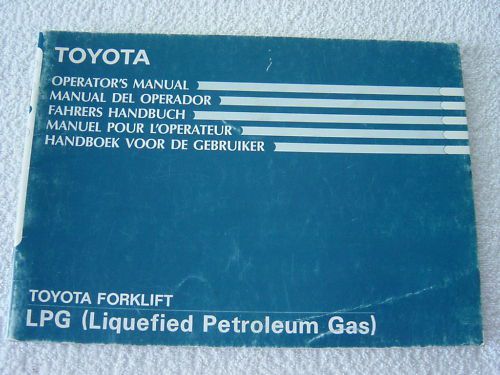 TOYOTA
OPERATOR'S MANUAL
MANUAL DEL OPERADOR
FAHRERS HANDBUCH
MANUEL POUR L'OPERATEUR
HANDBOEK VOOR DE GEBRUIKER
TOYOTA FORKLIFT
LPG (Liquefied Petroleum Gas)